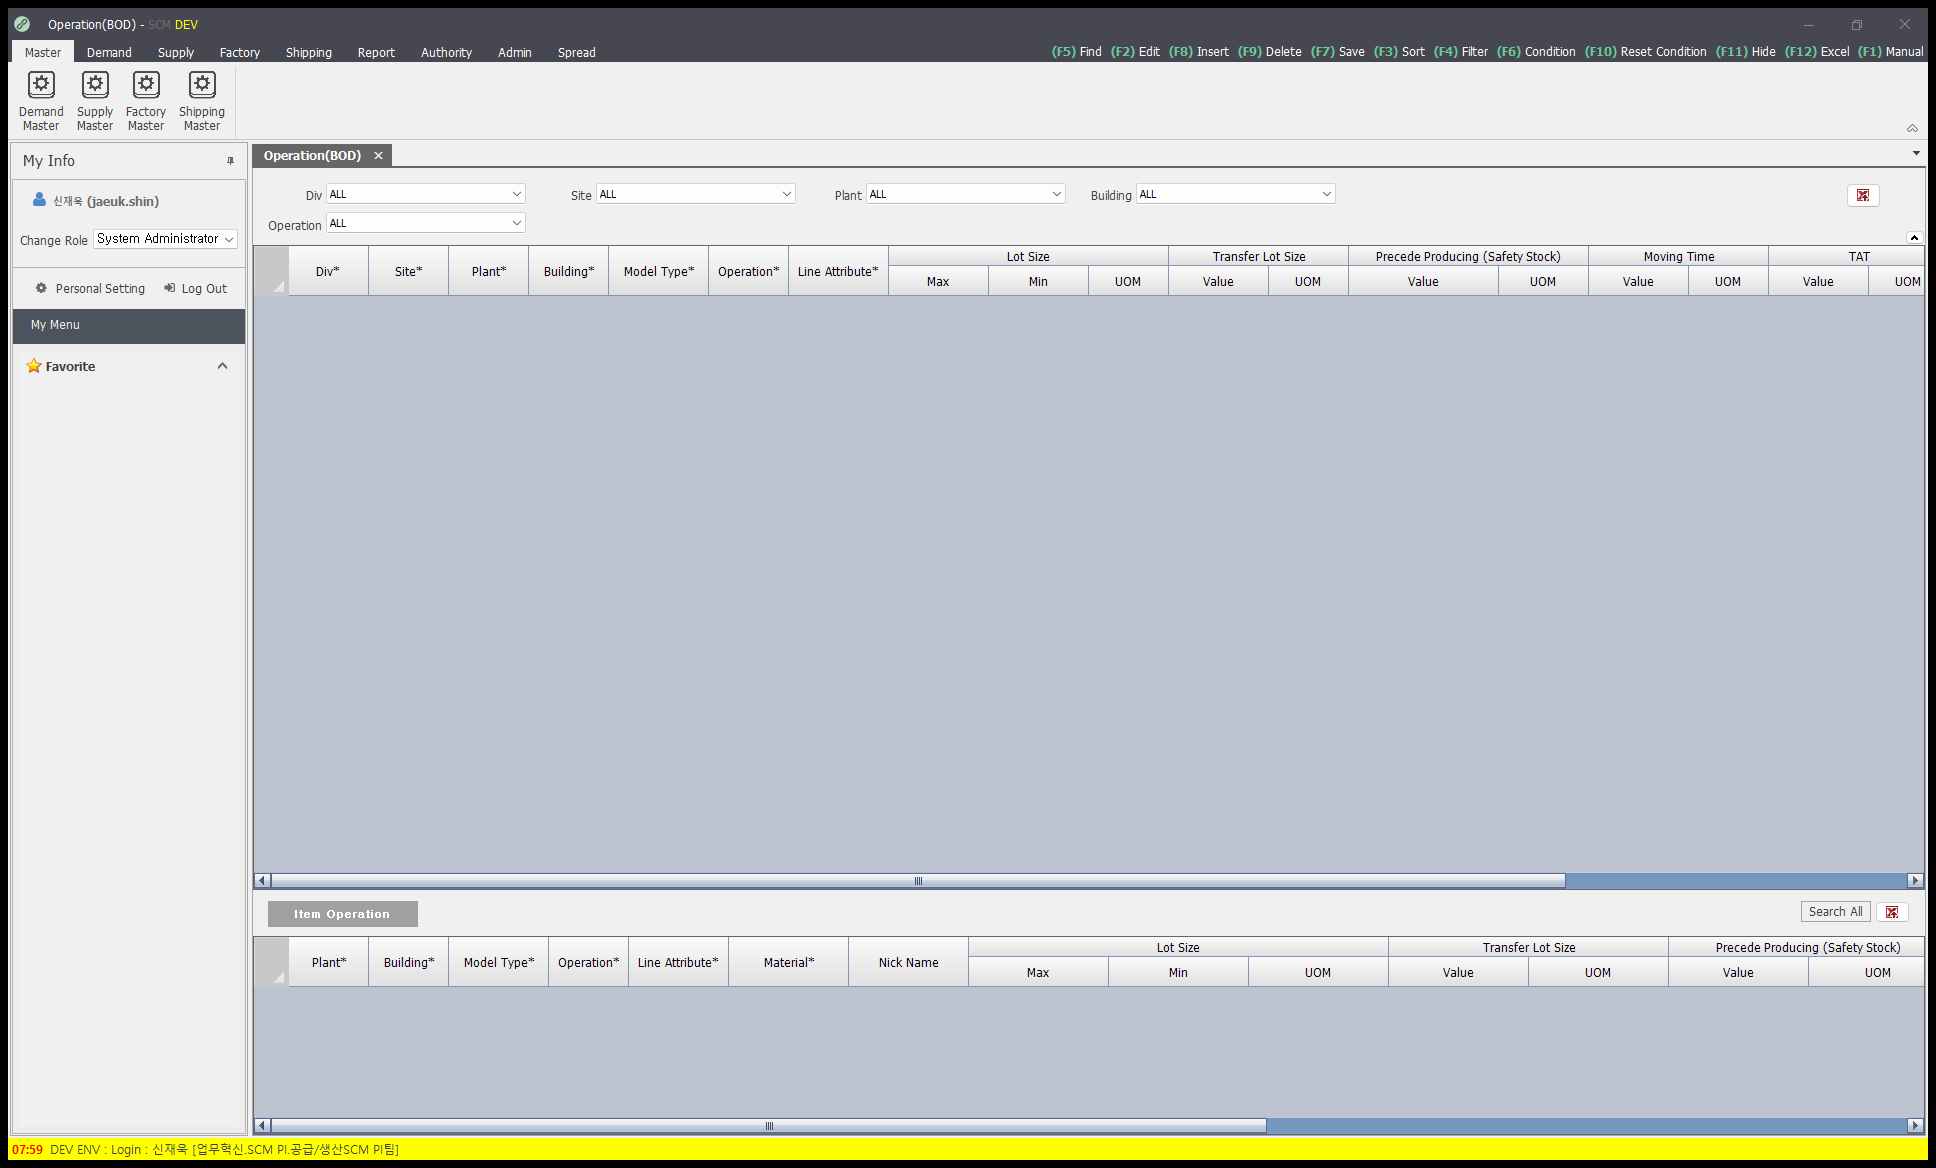 Operation(BOD) - SCM DEV
Master Demand Supply Factory Shipping Report Authority Admin Spread (F5) Find (F2) Edit (F8) Insert (F9) Delete (F7) Save (F3) Sort (F4) Filter (F6) Condition (F10) Reset Condition (F11) Hide (F12) Excel (F1) Manual
Demand Master
Supply Master
Factory Master
Shipping Master
My Info
신재욱 (jaeuk.shin)
Change Role System Administrator
Personal Setting Log Out
My Menu
Favorite
Operation(BOD)
Div ALL Site ALL Plant ALL Building ALL
Operation ALL
Div* Site* Plant* Building* Model Type* Operation* Line Attribute* Lot Size Transfer Lot Size Precede Producing (Safety Stock) Moving Time TAT
Max Min UOM Value UOM Value UOM Value UOM Value UOM
Item Operation Search All
Plant* Building* Model Type* Operation* Line Attribute* Material* Nick Name Lot Size Transfer Lot Size Precede Producing (Safety Stock)
Max Min UOM Value UOM Value UOM
07:59 DEV ENV : Login : 신재욱 [업무혁신.SCM PI.공급/생산SCM PI팀]